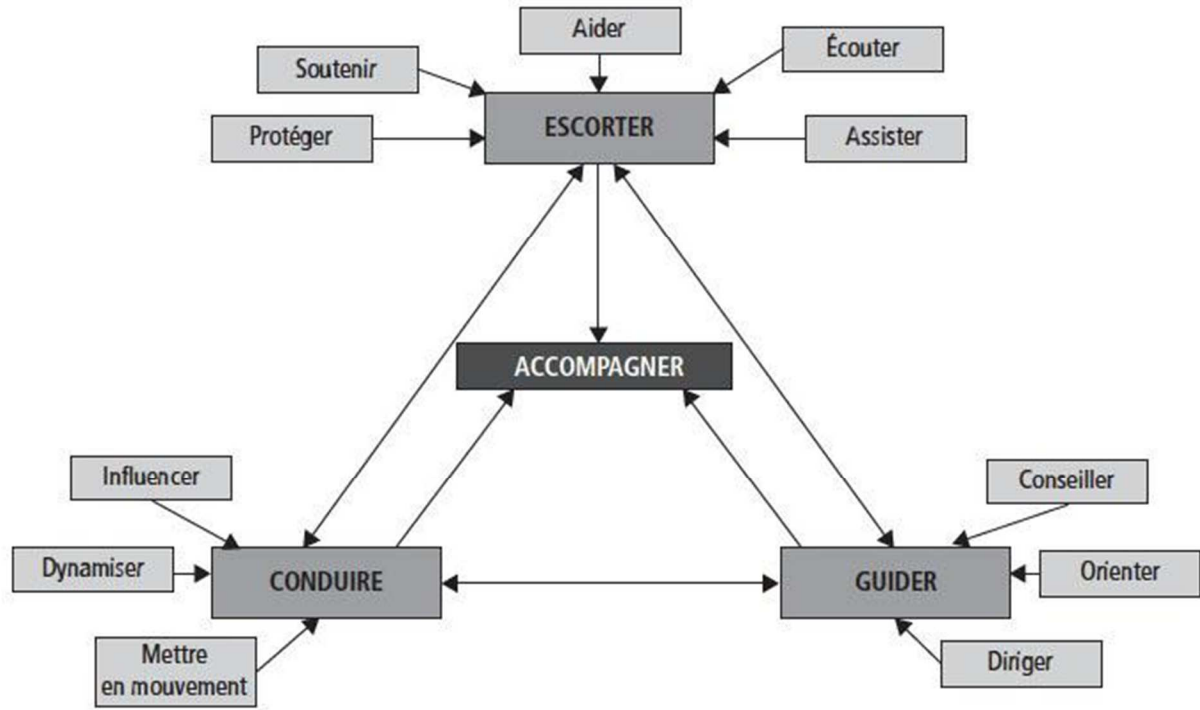 Aider
Écouter
Soutenir
Protéger
ESCORTER
Assister
ACCOMPAGNER
Influencer
Conseiller
Dynamiser
CONDUIRE
GUIDER
Orienter
Mettre
en mouvement
Diriger